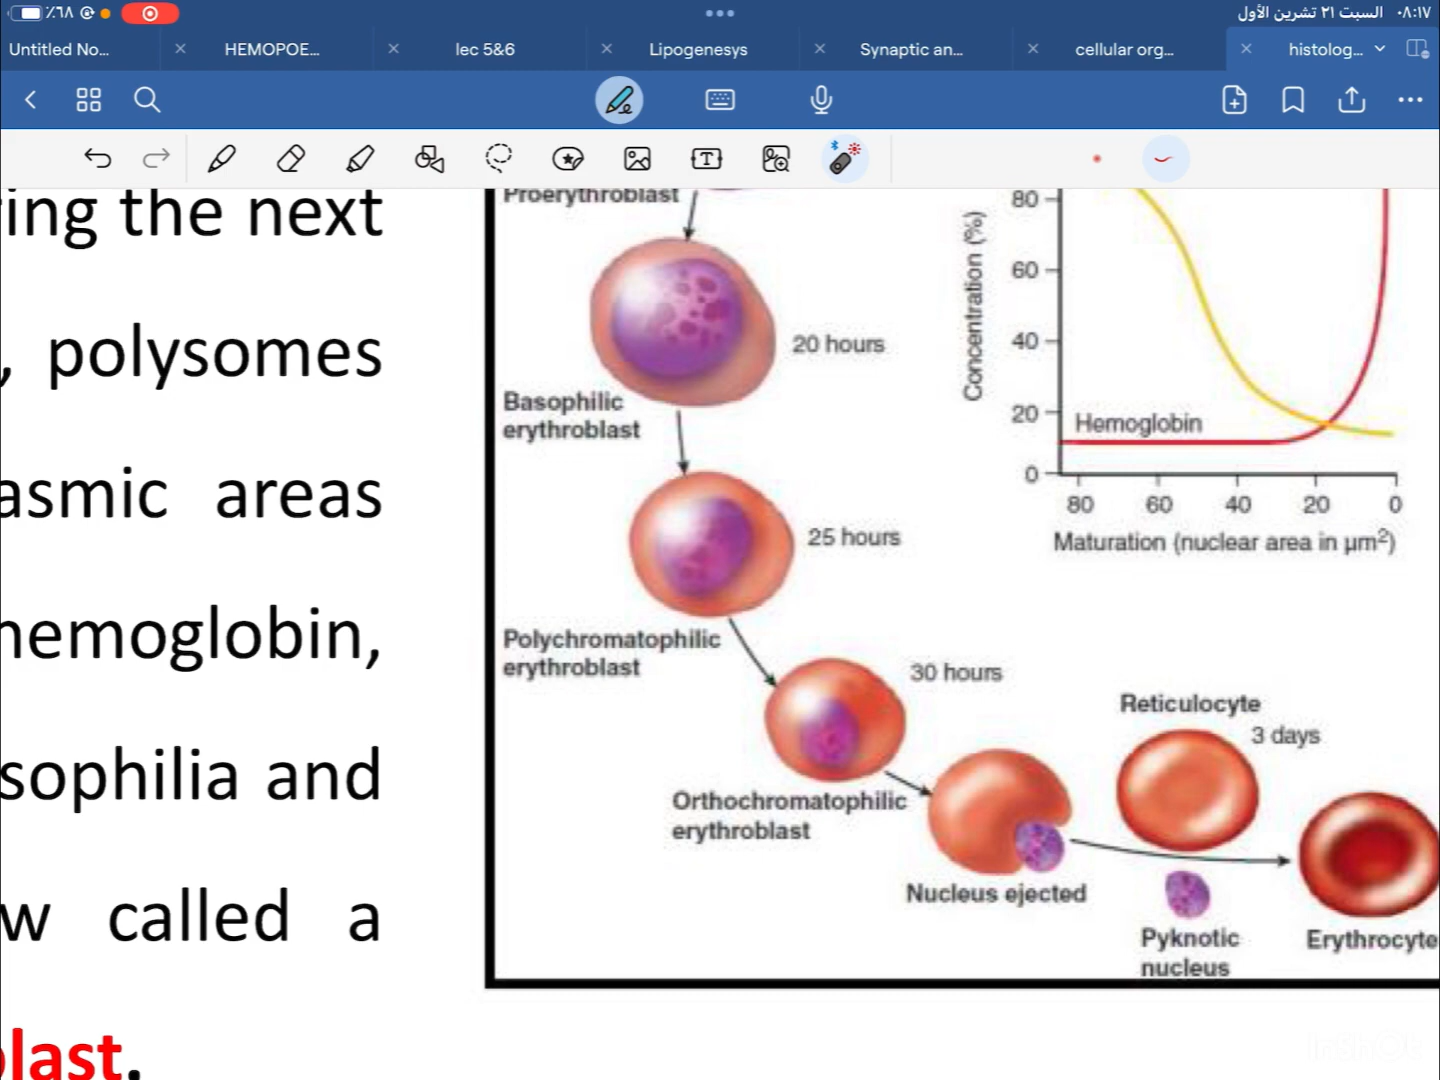 ٪٦٨
السبت ٢١ تشرين الأول ٠٨:١٧
Untitled No...
HEMOPOE...
lec 5&6
Lipogenesys
Synaptic an...
cellular org...
histolog...
ing the next
, polysomes
asmic areas
hemoglobin,
sophilia and
w called a
blast.
Proerythroblast
20 hours
Basophilic
erythroblast
25 hours
Polychromatophilic
erythroblast
30 hours
Orthochromatophilic
erythroblast
Nucleus ejected
Reticulocyte
3 days
Pyknotic
nucleus
Erythrocyte
Concentration (%)
80
60
40
20
0
Hemoglobin
80 60 40 20 0
Maturation (nuclear area in µm²)